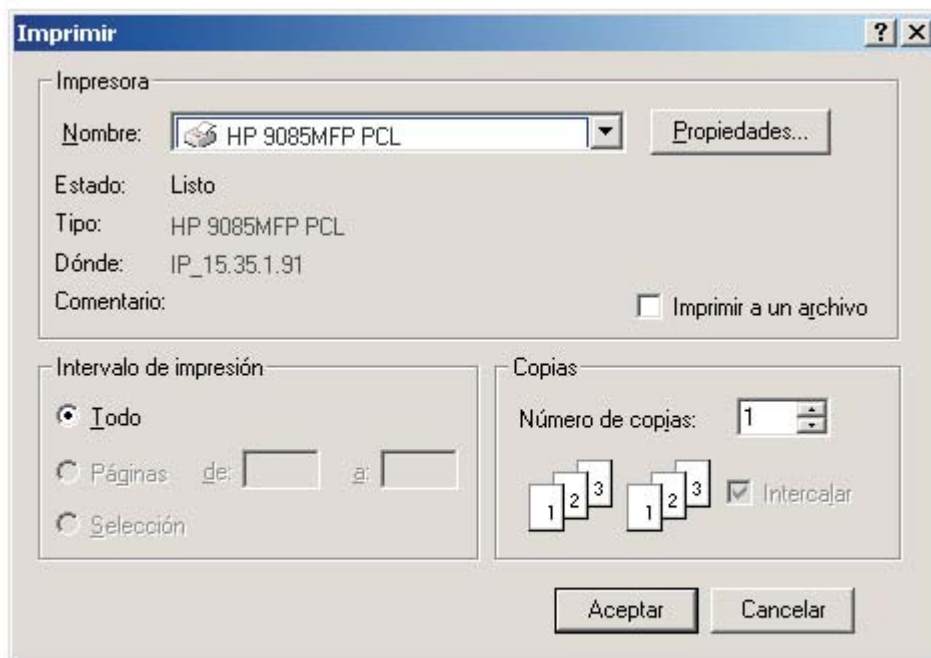 Imprimir
Impresora
Nombre: HP 9085MFP PCL Propiedades...
Estado: Listo
Tipo: HP 9085MFP PCL
Dónde: IP_15.35.1.91
Comentario: Imprimir a un archivo
Intervalo de impresión
Todo
Páginas de: a:
Selección
Copias
Número de copias: 1
1 2 3 1 2 3 Intercalar
Aceptar Cancelar